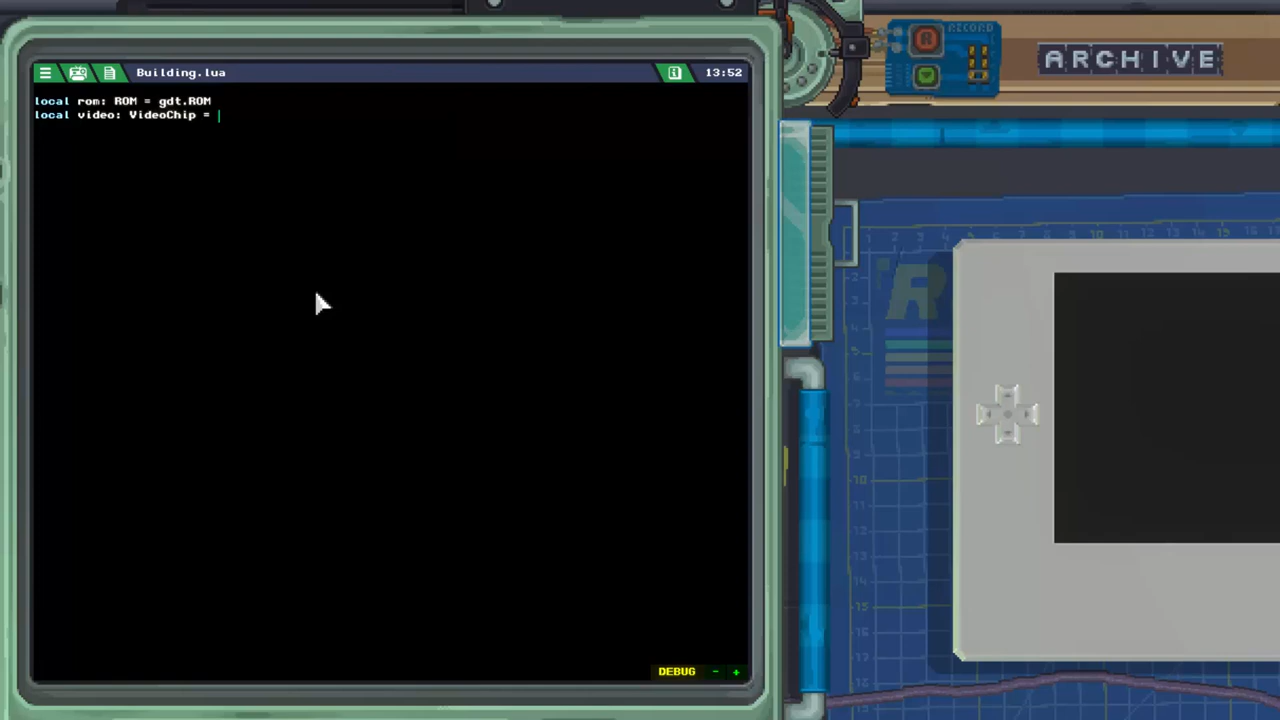 Building.lua
13:52
local rom: ROM = gdt.ROM
local video: VideoChip =
DEBUG - +
R RECORD
ARCHIVE
R